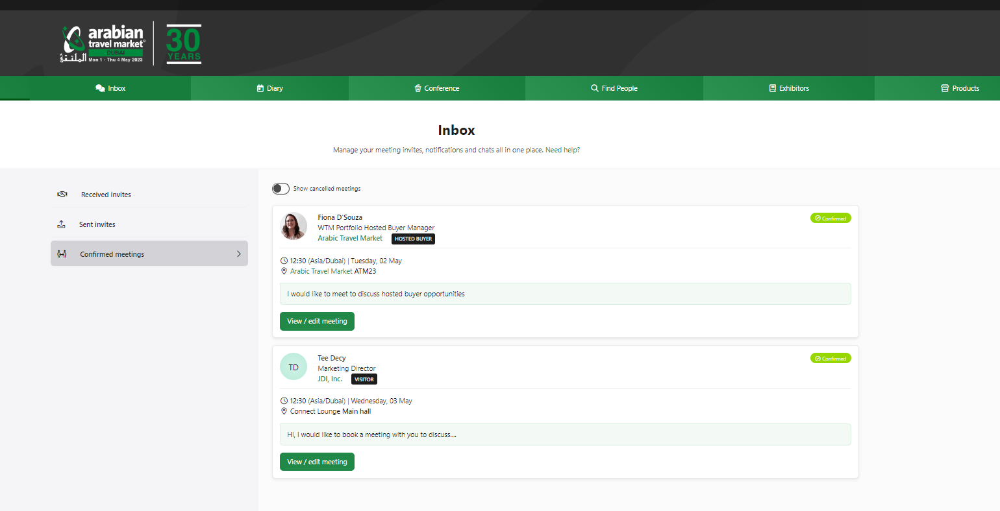 arabian
travel market®
DUBAI
الملتقى
Mon 1 - Thu 4 May 2023
30
YEARS
Inbox
Diary
Conference
Find People
Exhibitors
Products
Inbox
Manage your meeting invites, notifications and chats all in one place. Need help?
Received invites
Sent invites
Confirmed meetings
Show cancelled meetings
Fiona D'Souza
Confirmed
WTM Portfolio Hosted Buyer Manager
Arabic Travel Market HOSTED BUYER
12:30 (Asia/Dubai) | Tuesday, 02 May
Arabic Travel Market ATM23
I would like to meet to discuss hosted buyer opportunities
View / edit meeting
TD
Tee Decy
Confirmed
Marketing Director
JDI, Inc. VISITOR
12:30 (Asia/Dubai) | Wednesday, 03 May
Connect Lounge Main hall
Hi, I would like to book a meeting with you to discuss....
View / edit meeting